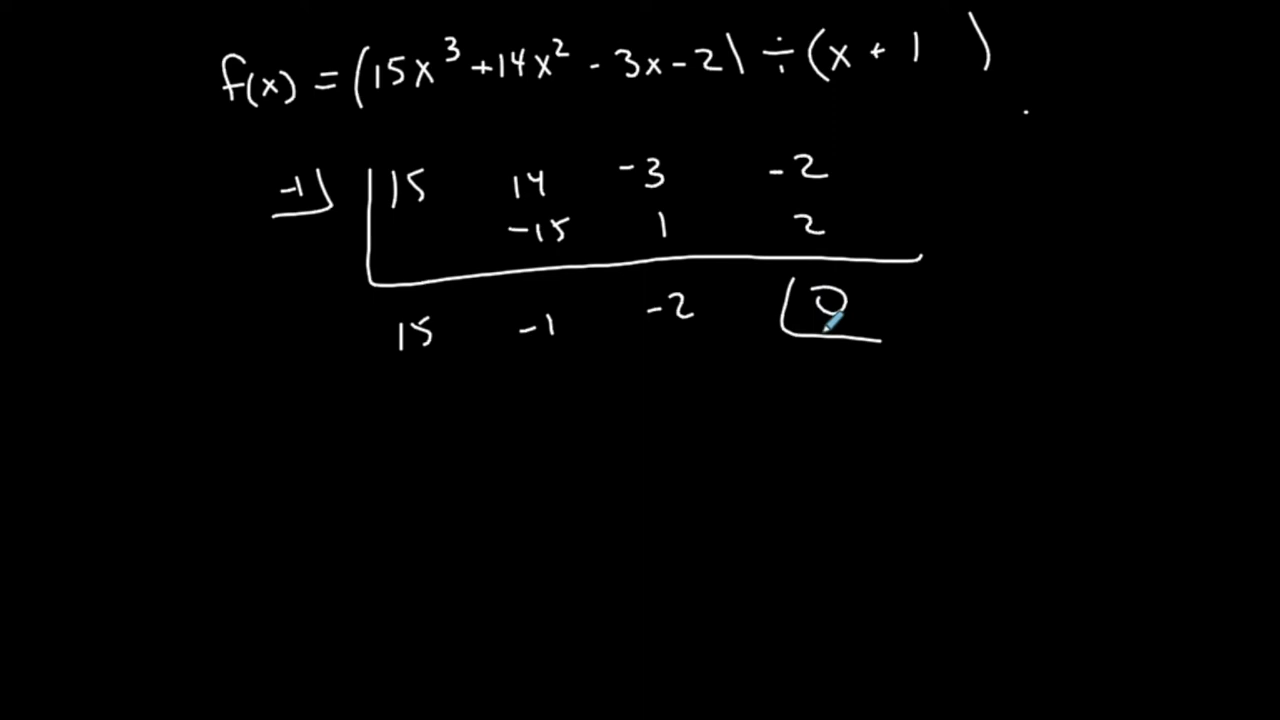 f(x) = (15x³ + 14x² - 3x - 2) ÷ (x + 1 )
-1 | 15 14 -3 -2
-15 1 2
15 -1 -2 | 0